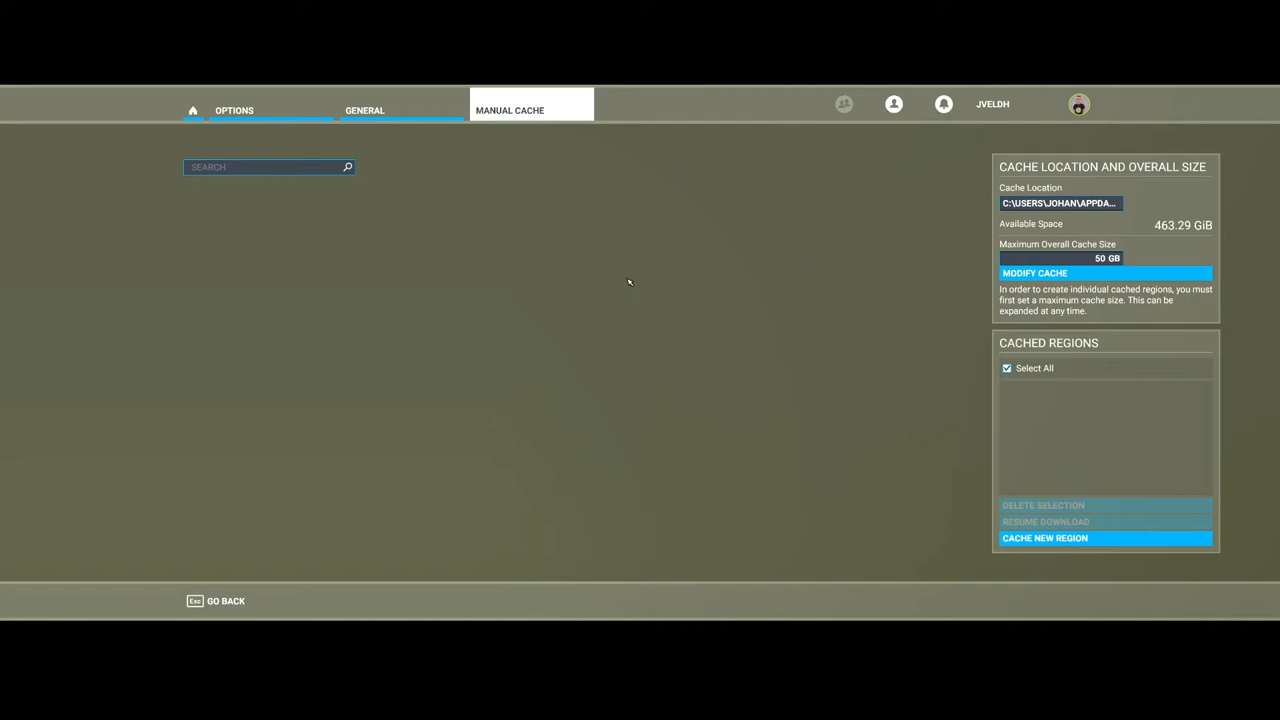 OPTIONS
GENERAL
MANUAL CACHE
JVELDH
SEARCH
CACHE LOCATION AND OVERALL SIZE
Cache Location
C:\USERS\JOHAN\APPDA...
Available Space
463.29 GiB
Maximum Overall Cache Size
50 GB
MODIFY CACHE
In order to create individual cached regions, you must
first set a maximum cache size. This can be
expanded at any time.
CACHED REGIONS
Select All
DELETE SELECTION
RESUME DOWNLOAD
CACHE NEW REGION
Esc GO BACK